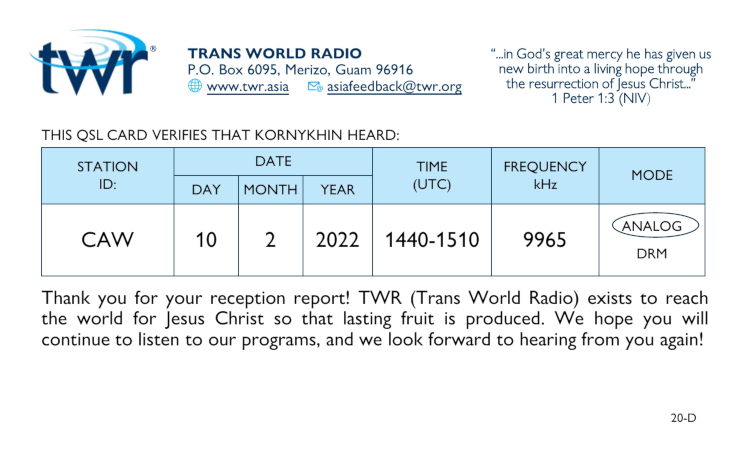 twr®
TRANS WORLD RADIO
P.O. Box 6095, Merizo, Guam 96916
www.twr.asia asiafeedback@twr.org
“...in God's great mercy he has given us
new birth into a living hope through
the resurrection of Jesus Christ...”
1 Peter 1:3 (NIV)
THIS QSL CARD VERIFIES THAT KORNYKHIN HEARD:
STATION
ID:
DATE
DAY MONTH YEAR
TIME
(UTC)
FREQUENCY
kHz
MODE
CAW 10 2 2022 1440-1510 9965
ANALOG
DRM
Thank you for your reception report! TWR (Trans World Radio) exists to reach
the world for Jesus Christ so that lasting fruit is produced. We hope you will
continue to listen to our programs, and we look forward to hearing from you again!
20-D